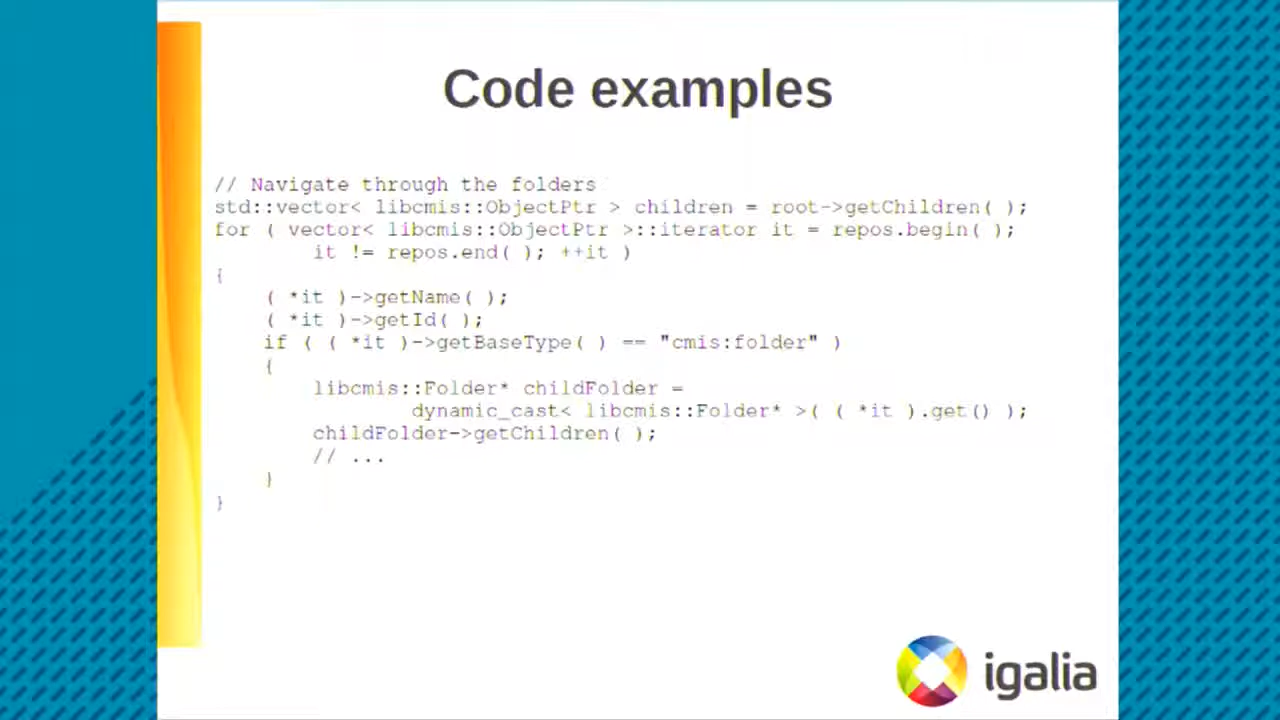 Code examples
// Navigate through the folders
std::vector< libcmis::ObjectPtr > children = root->getChildren( );
for ( vector< libcmis::ObjectPtr >::iterator it = repos.begin( );
it != repos.end( ); ++it )
{
( *it )->getName( );
( *it )->getId( );
if ( ( *it )->getBaseType( ) == "cmis:folder" )
{
libcmis::Folder* childFolder =
dynamic_cast< libcmis::Folder* >( ( *it ).get() );
childFolder->getChildren( );
// ...
}
}
igalia